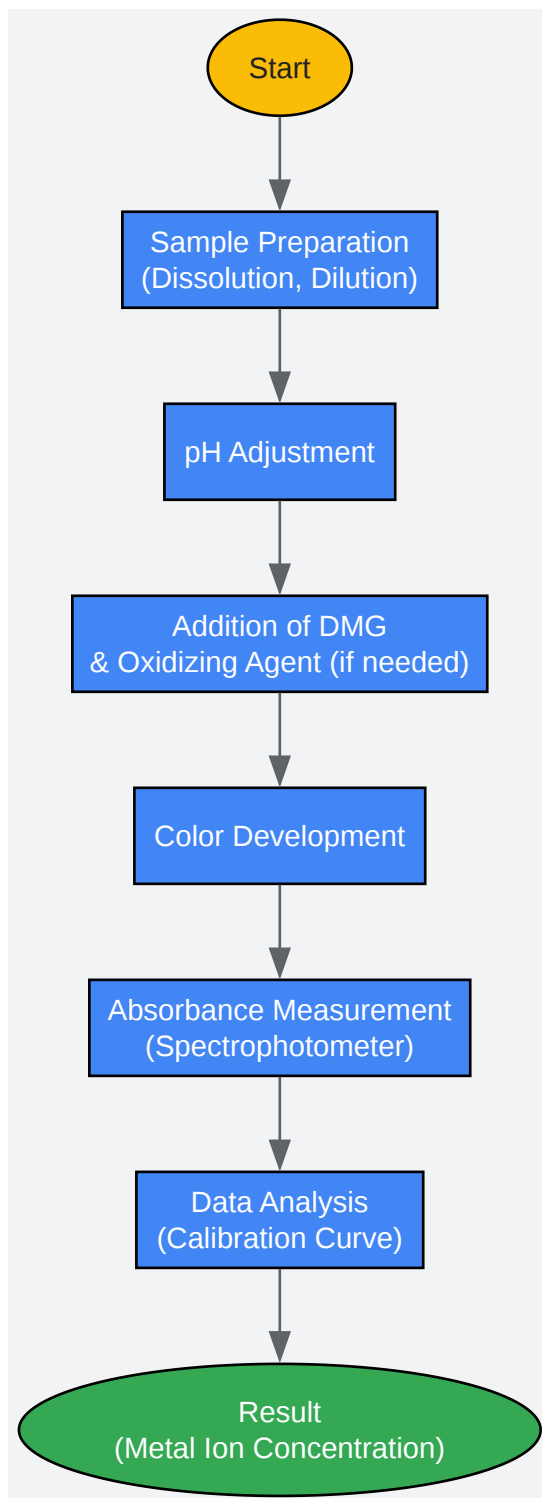 Start
Sample Preparation
(Dissolution, Dilution)
pH Adjustment
Addition of DMG
& Oxidizing Agent (if needed)
Color Development
Absorbance Measurement
(Spectrophotometer)
Data Analysis
(Calibration Curve)
Result
(Metal Ion Concentration)